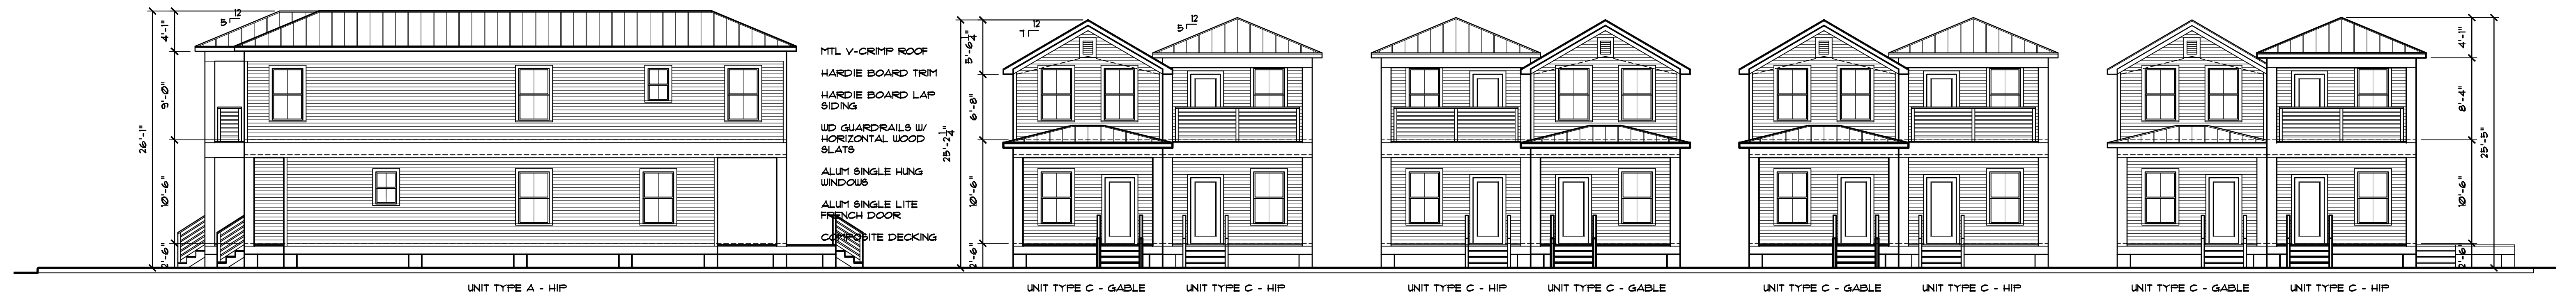 12
5
4'-1"
9'-0"
26'-1"
10'-6"
2'-6"
MTL V-CRIMP ROOF
HARDIE BOARD TRIM
HARDIE BOARD LAP
SIDING
WD GUARDRAILS W/
HORIZONTAL WOOD
SLATS
ALUM SINGLE HUNG
WINDOWS
ALUM SINGLE LITE
FRENCH DOOR
COMPOSITE DECKING
12
7
12
5
5'-6 3/4"
6'-8"
25'-2 3/4"
10'-6"
2'-6"
4'-1"
8'-4"
25'-5"
10'-6"
2'-6"
UNIT TYPE A - HIP
UNIT TYPE C - GABLE
UNIT TYPE C - HIP
UNIT TYPE C - HIP
UNIT TYPE C - GABLE
UNIT TYPE C - GABLE
UNIT TYPE C - HIP
UNIT TYPE C - GABLE
UNIT TYPE C - HIP